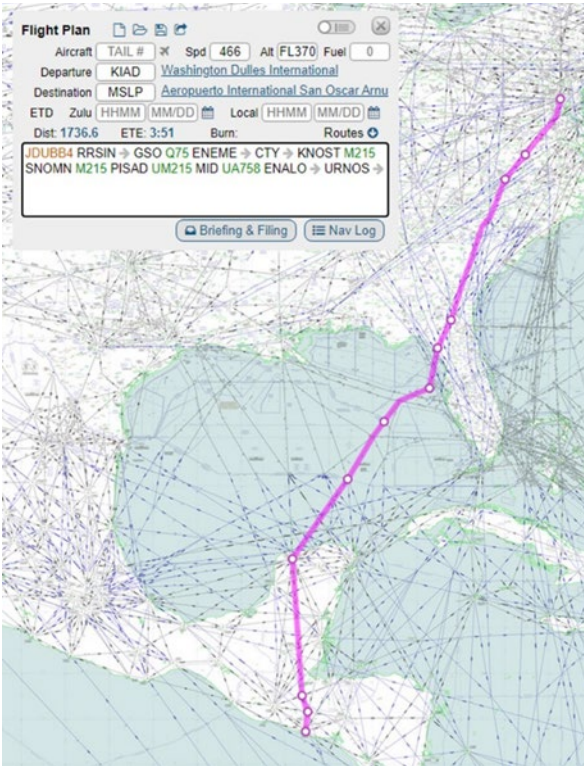 Flight Plan
Aircraft TAIL # Spd 466 Alt FL370 Fuel 0
Departure KIAD Washington Dulles International
Destination MSLP Aeropuerto International San Oscar Arnu
ETD Zulu HHMM MM/DD Local HHMM MM/DD
Dist: 1736.6 ETE: 3:51 Burn: Routes
JDUBB4 RRSIN → GSO Q75 ENEME → CTY → KNOST M215
SNOMN M215 PISAD UM215 MID UA758 ENALO → URNOS →
Briefing & Filing Nav Log